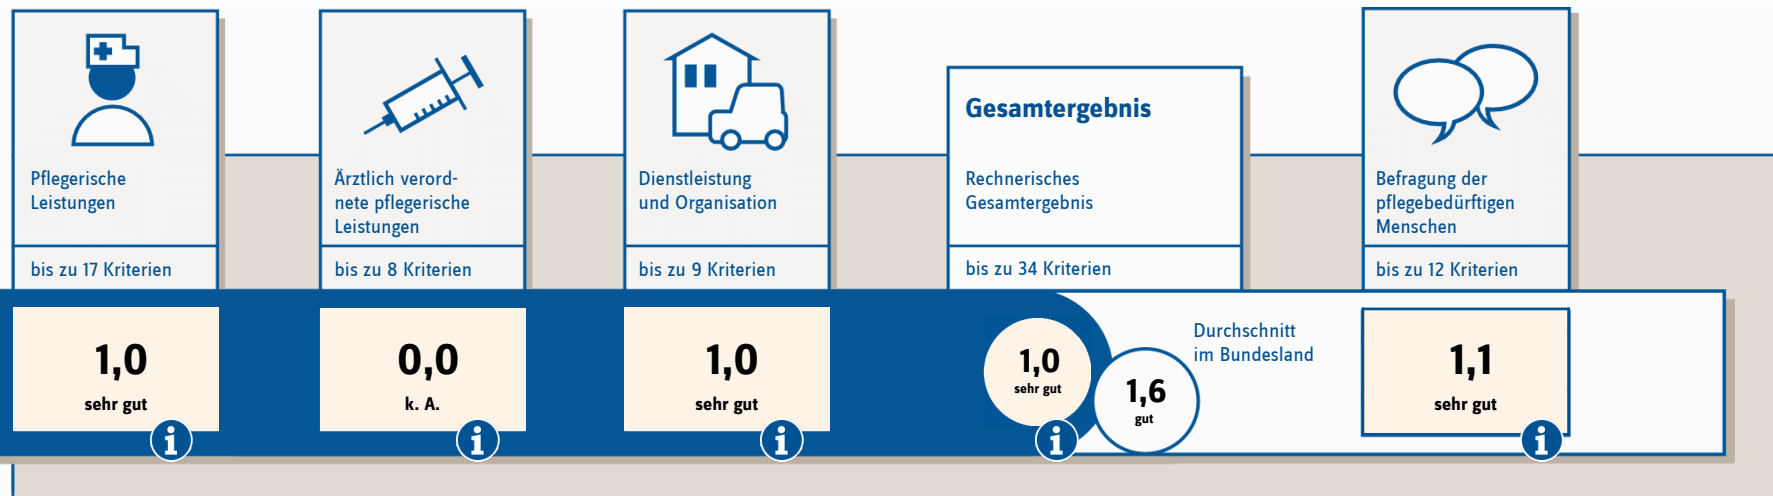 Pflegerische
Leistungen
bis zu 17 Kriterien
1,0
sehr gut
i
Ärztlich verord-
nete pflegerische
Leistungen
bis zu 8 Kriterien
0,0
k. A.
i
Dienstleistung
und Organisation
bis zu 9 Kriterien
1,0
sehr gut
i
Gesamtergebnis
Rechnerisches
Gesamtergebnis
bis zu 34 Kriterien
1,0
sehr gut
i
1,6
gut
Durchschnitt
im Bundesland
Befragung der
pflegebedürftigen
Menschen
bis zu 12 Kriterien
1,1
sehr gut
i